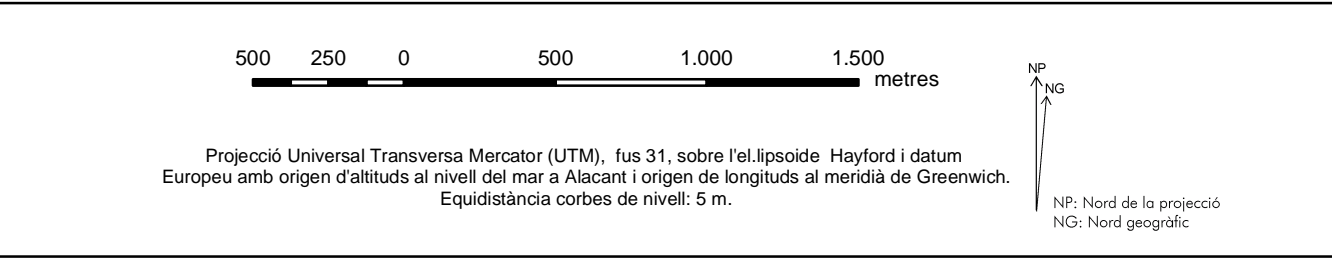 500 250 0 500 1.000 1.500
metres
NP
NG
Projecció Universal Transversa Mercator (UTM), fus 31, sobre l'el.lipsoide Hayford i datum
Europeu amb origen d'altituds al nivell del mar a Alacant i origen de longituds al meridià de Greenwich.
Equidistància corbes de nivell: 5 m.
NP: Nord de la projecció
NG: Nord geogràfic